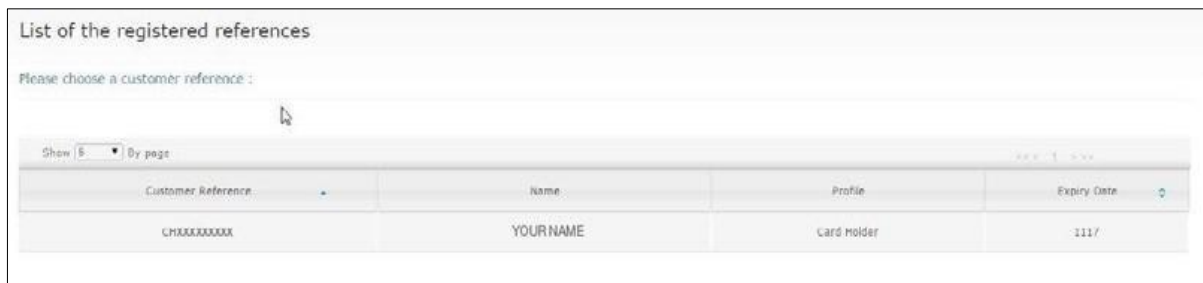 List of the registered references
Please choose a customer reference :
Show 5 By page
<<< 1 >>>
Customer Reference Name Profile Expiry Date
CHXXXXXXXXX YOUR NAME Card Holder 1117